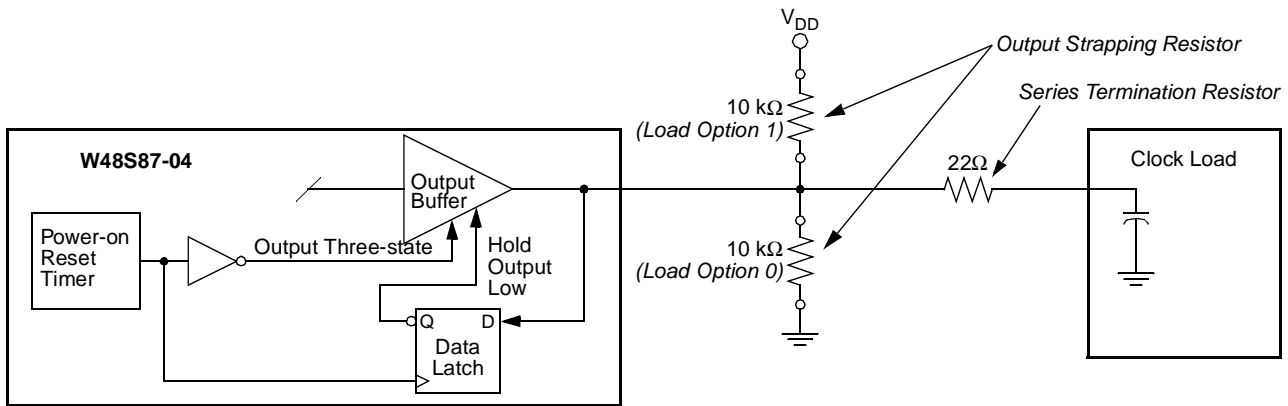 V_DD
Output Strapping Resistor
Series Termination Resistor
10 kΩ
(Load Option 1)
W48S87-04
22Ω
Clock Load
Output
Buffer
Power-on
Reset
Timer
Output Three-state
Hold
Output
Low
10 kΩ
(Load Option 0)
Q D
Data
Latch